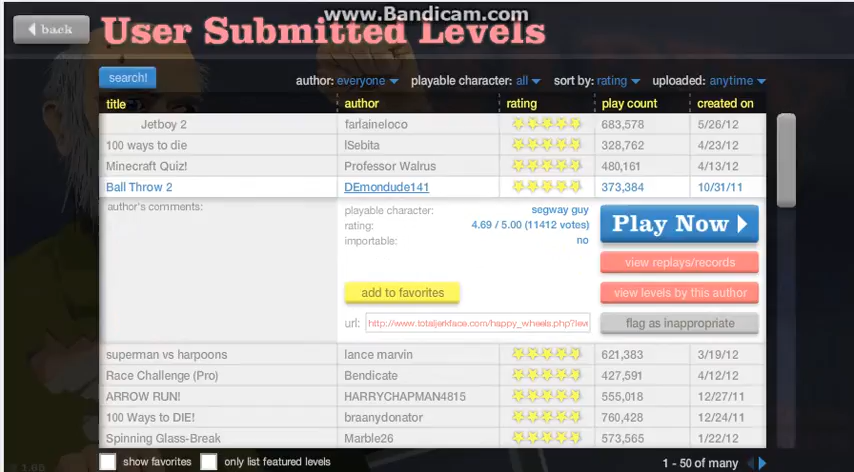 www.Bandicam.com
back
User Submitted Levels
search!
author: everyone playable character: all sort by: rating uploaded: anytime
title author rating play count created on
Jetboy 2 farlaineloco 683,578 5/26/12
100 ways to die ISebita 328,762 4/23/12
Minecraft Quiz! Professor Walrus 480,161 4/13/12
Ball Throw 2 DEmondude141 373,384 10/31/11
author's comments:
playable character: segway guy
rating: 4.69 / 5.00 (11412 votes)
importable: no
Play Now
view replays/records
add to favorites
view levels by this author
url: http://www.totaljerkface.com/happy_wheels.php?lev
flag as inappropriate
superman vs harpoons lance marvin 621,383 3/19/12
Race Challenge (Pro) Bendicate 427,591 4/12/12
ARROW RUN! HARRYCHAPMAN4815 555,018 12/27/11
100 Ways to DIE! braanydonator 760,428 12/24/11
Spinning Glass-Break Marble26 573,565 1/22/12
show favorites only list featured levels 1 - 50 of many
1.05